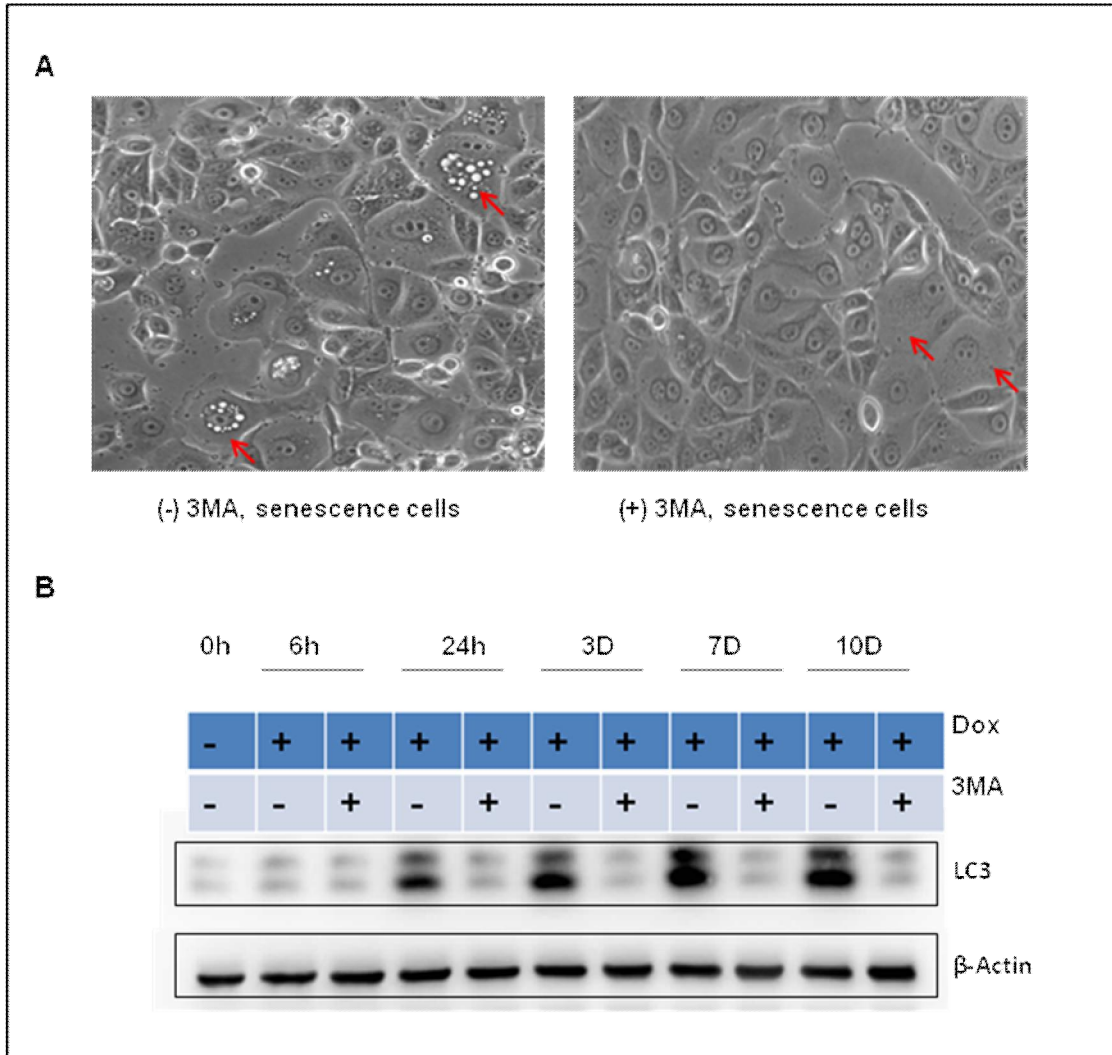 A
(-) 3MA, senescence cells
(+) 3MA, senescence cells
B
0h 6h 24h 3D 7D 10D
- + + + + + + + + + + Dox
- - + - + - + - + - + 3MA
LC3
β-Actin